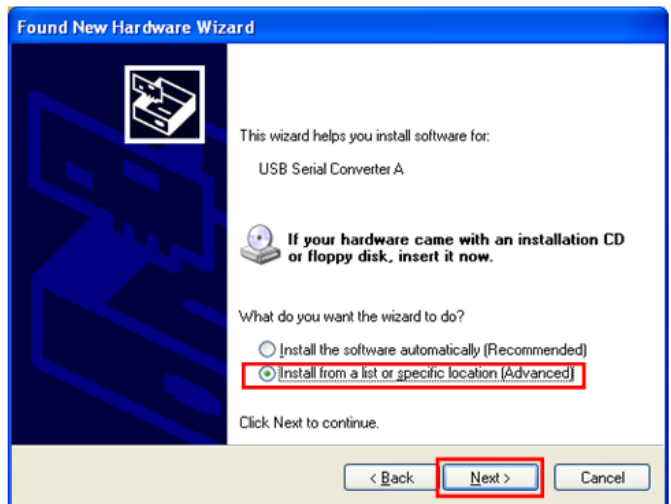 Found New Hardware Wizard
This wizard helps you install software for:
USB Serial Converter A
If your hardware came with an installation CD
or floppy disk, insert it now.
What do you want the wizard to do?
Install the software automatically (Recommended)
Install from a list or specific location (Advanced)
Click Next to continue.
< Back
Next >
Cancel